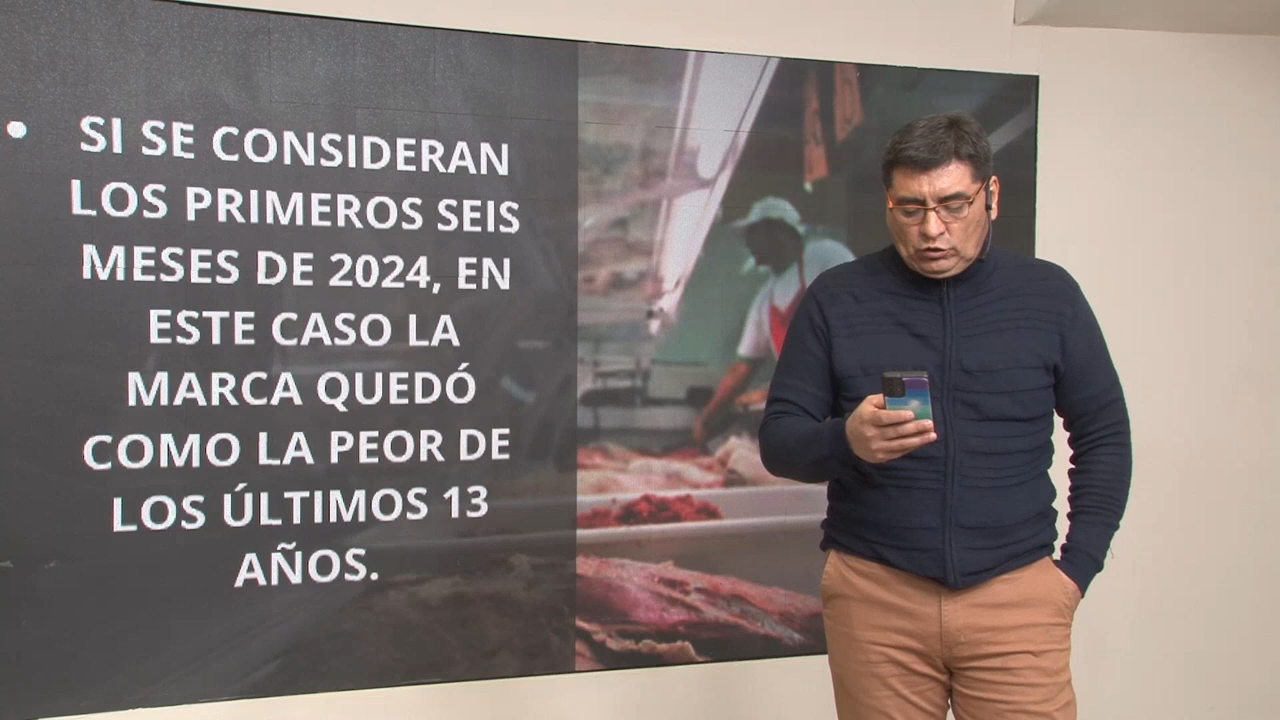 • SI SE CONSIDERAN
LOS PRIMEROS SEIS
MESES DE 2024, EN
ESTE CASO LA
MARCA QUEDÓ
COMO LA PEOR DE
LOS ÚLTIMOS 13
AÑOS.